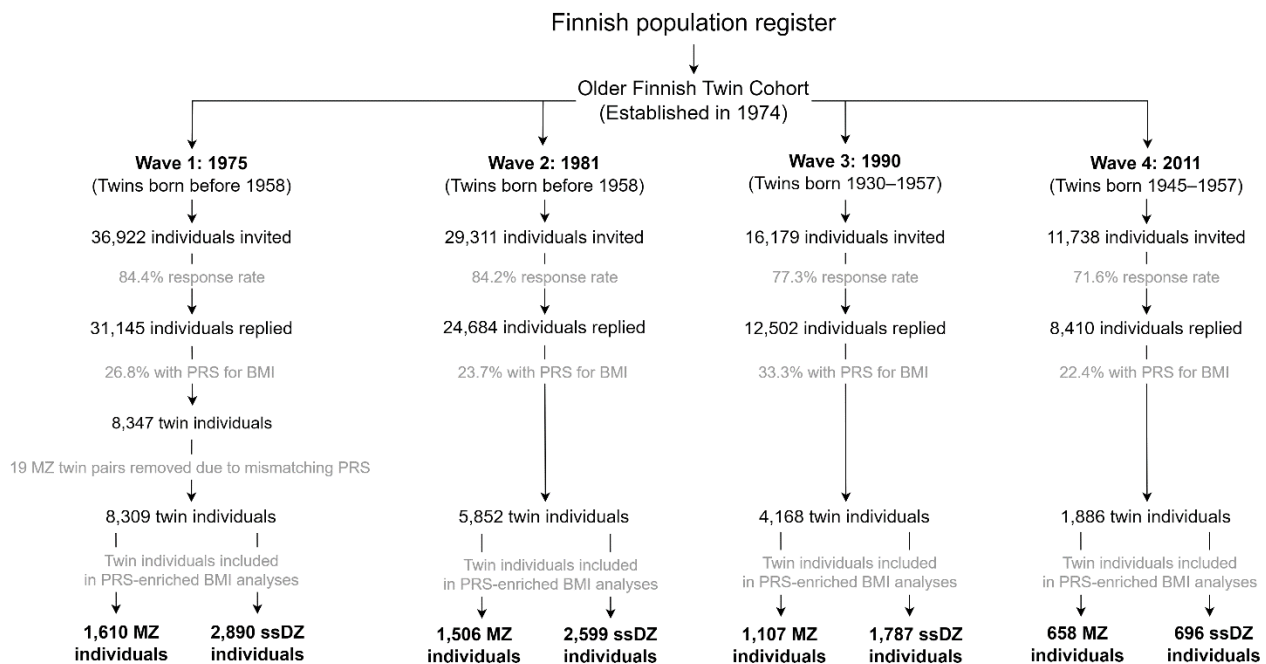 Finnish population register
Older Finnish Twin Cohort
(Established in 1974)
Wave 1: 1975
(Twins born before 1958)
36,922 individuals invited
84.4% response rate
31,145 individuals replied
26.8% with PRS for BMI
8,347 twin individuals
19 MZ twin pairs removed due to mismatching PRS
8,309 twin individuals
Twin individuals included
in PRS-enriched BMI analyses
1,610 MZ
individuals
2,890 ssDZ
individuals
Wave 2: 1981
(Twins born before 1958)
29,311 individuals invited
84.2% response rate
24,684 individuals replied
23.7% with PRS for BMI
5,852 twin individuals
Twin individuals included
in PRS-enriched BMI analyses
1,506 MZ
individuals
2,599 ssDZ
individuals
Wave 3: 1990
(Twins born 1930–1957)
16,179 individuals invited
77.3% response rate
12,502 individuals replied
33.3% with PRS for BMI
4,168 twin individuals
Twin individuals included
in PRS-enriched BMI analyses
1,107 MZ
individuals
1,787 ssDZ
individuals
Wave 4: 2011
(Twins born 1945–1957)
11,738 individuals invited
71.6% response rate
8,410 individuals replied
22.4% with PRS for BMI
1,886 twin individuals
Twin individuals included
in PRS-enriched BMI analyses
658 MZ
individuals
696 ssDZ
individuals